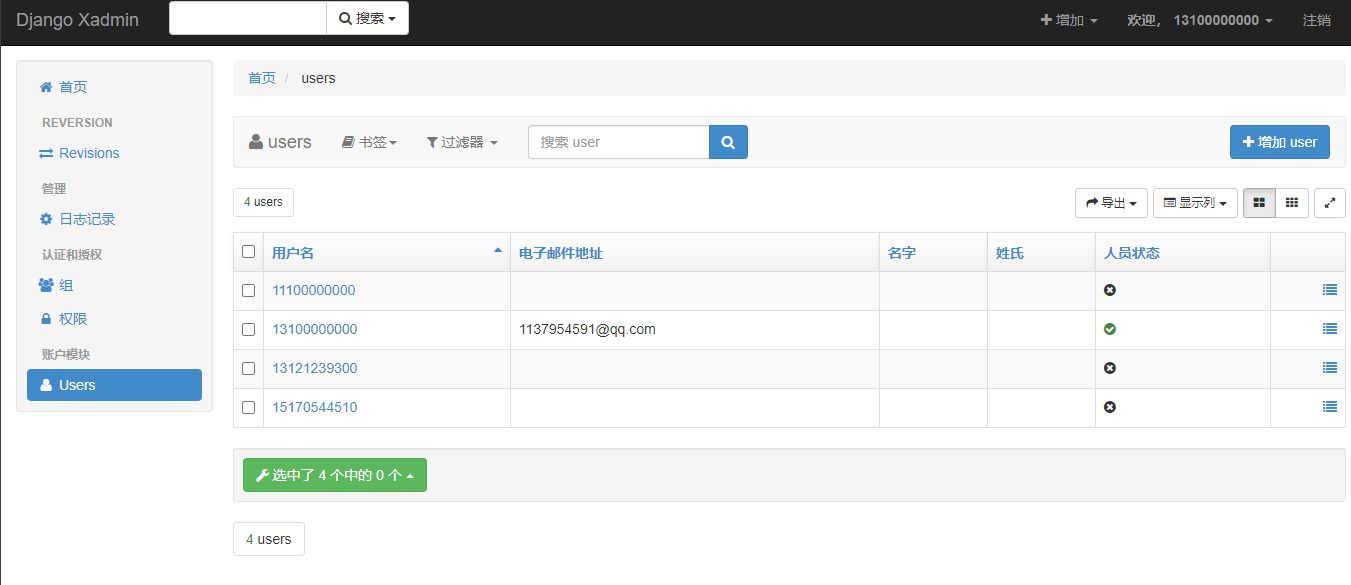 Django Xadmin 搜索 增加 欢迎， 13100000000 注销
首页
REVERSION
Revisions
管理
日志记录
认证和授权
组
权限
账户模块
Users
首页 / users
users 书签 过滤器 搜索 user 增加 user
4 users 导出 显示列
用户名 电子邮件地址 名字 姓氏 人员状态
11100000000
13100000000 1137954591@qq.com
13121239300
15170544510
选中了 4 个中的 0 个
4 users